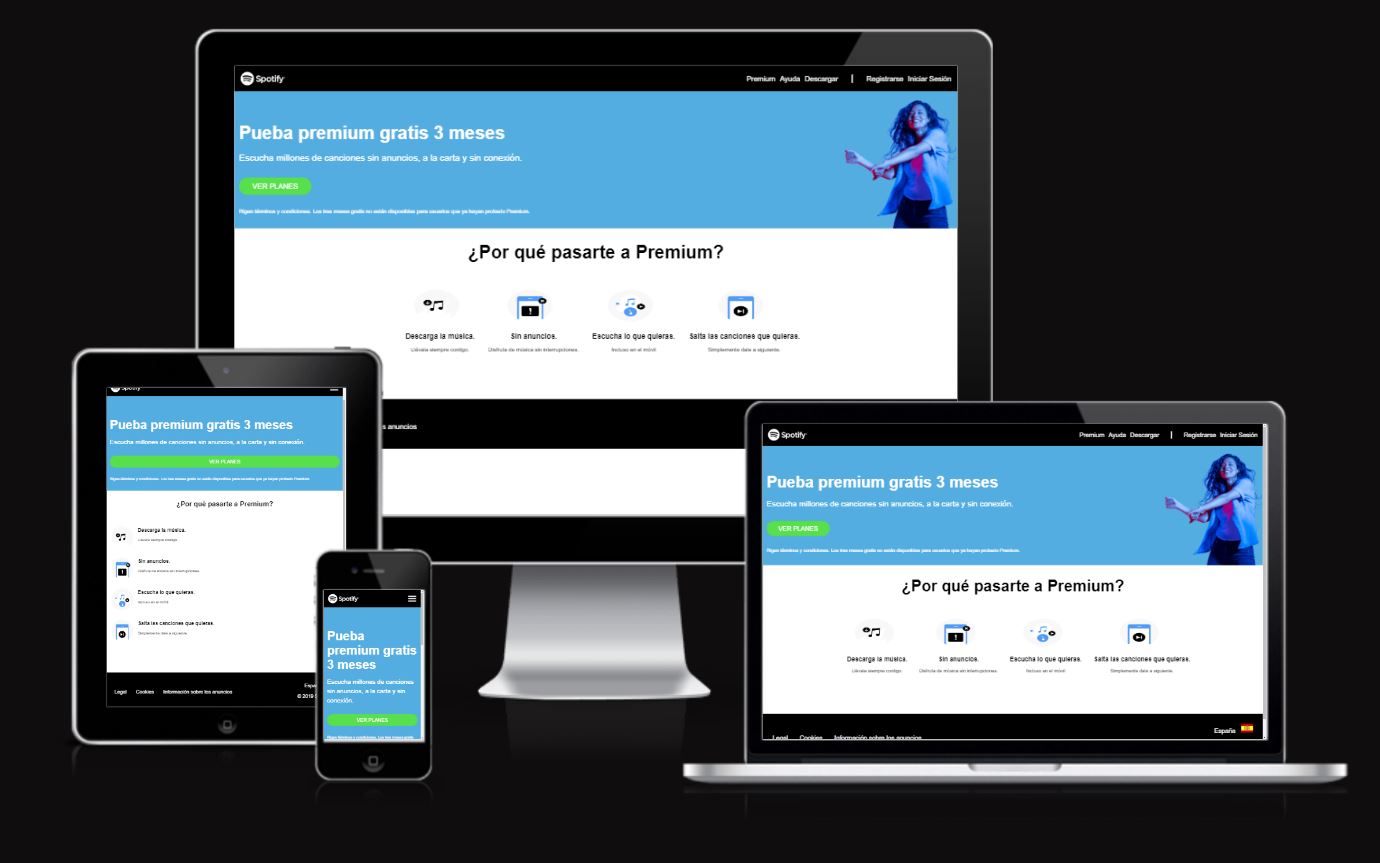 Spotify
Premium Ayuda Descargar | Registrarse Iniciar Sesión
Pueba premium gratis 3 meses
Escucha millones de canciones sin anuncios, a la carta y sin conexión.
VER PLANES
Rigen términos y condiciones. Los tres meses gratis no están disponibles para usuarios que ya hayan probado Premium.
¿Por qué pasarte a Premium?
Descarga la música. Sin anuncios. Escucha lo que quieras. Salta las canciones que quieras.
Llévala siempre contigo. Disfruta de música sin interrupciones. Incluso en el móvil. Simplemente dale a siguiente.
s anuncios
Spotify
Pueba premium gratis 3 meses
Escucha millones de canciones sin anuncios, a la carta y sin conexión.
VER PLANES
Rigen términos y condiciones. Los tres meses gratis no están disponibles para usuarios que ya hayan probado Premium.
¿Por qué pasarte a Premium?
Descarga la música.
Llévala siempre contigo.
Sin anuncios.
Disfruta de música sin interrupciones.
Escucha lo que quieras.
Incluso en el móvil.
Salta las canciones que quieras.
Simplemente dale a siguiente.
Legal Cookies Información sobre los anuncios
Espa
© 2019 S
Spotify
Pueba
premium gratis
3 meses
Escucha millones de canciones
sin anuncios, a la carta y sin
conexión.
VER PLANES
Rigen términos y condiciones. Los tres meses gratis
Spotify
Premium Ayuda Descargar | Registrarse Iniciar Sesión
Pueba premium gratis 3 meses
Escucha millones de canciones sin anuncios, a la carta y sin conexión.
VER PLANES
Rigen términos y condiciones. Los tres meses gratis no están disponibles para usuarios que ya hayan probado Premium.
¿Por qué pasarte a Premium?
Descarga la música. Sin anuncios. Escucha lo que quieras. Salta las canciones que quieras.
Llévala siempre contigo. Disfruta de música sin interrupciones. Incluso en el móvil. Simplemente dale a siguiente.
España
Legal Cookies Información sobre los anuncios